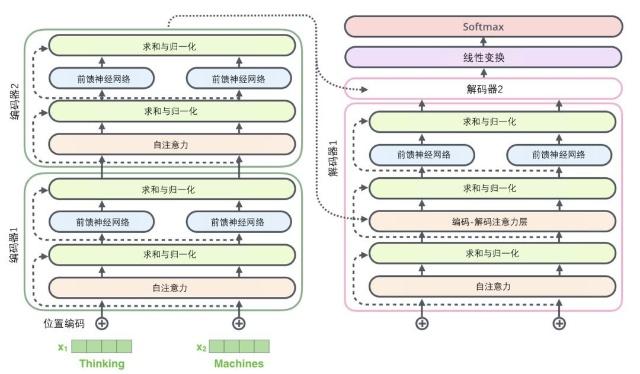 编码器2
求和与归一化
前馈神经网络 前馈神经网络
求和与归一化
自注意力
编码器1
求和与归一化
前馈神经网络 前馈神经网络
求和与归一化
自注意力
位置编码
x₁ x₂
Thinking Machines
Softmax
线性变换
解码器2
解码器1
求和与归一化
前馈神经网络 前馈神经网络
求和与归一化
编码-解码注意力层
求和与归一化
自注意力